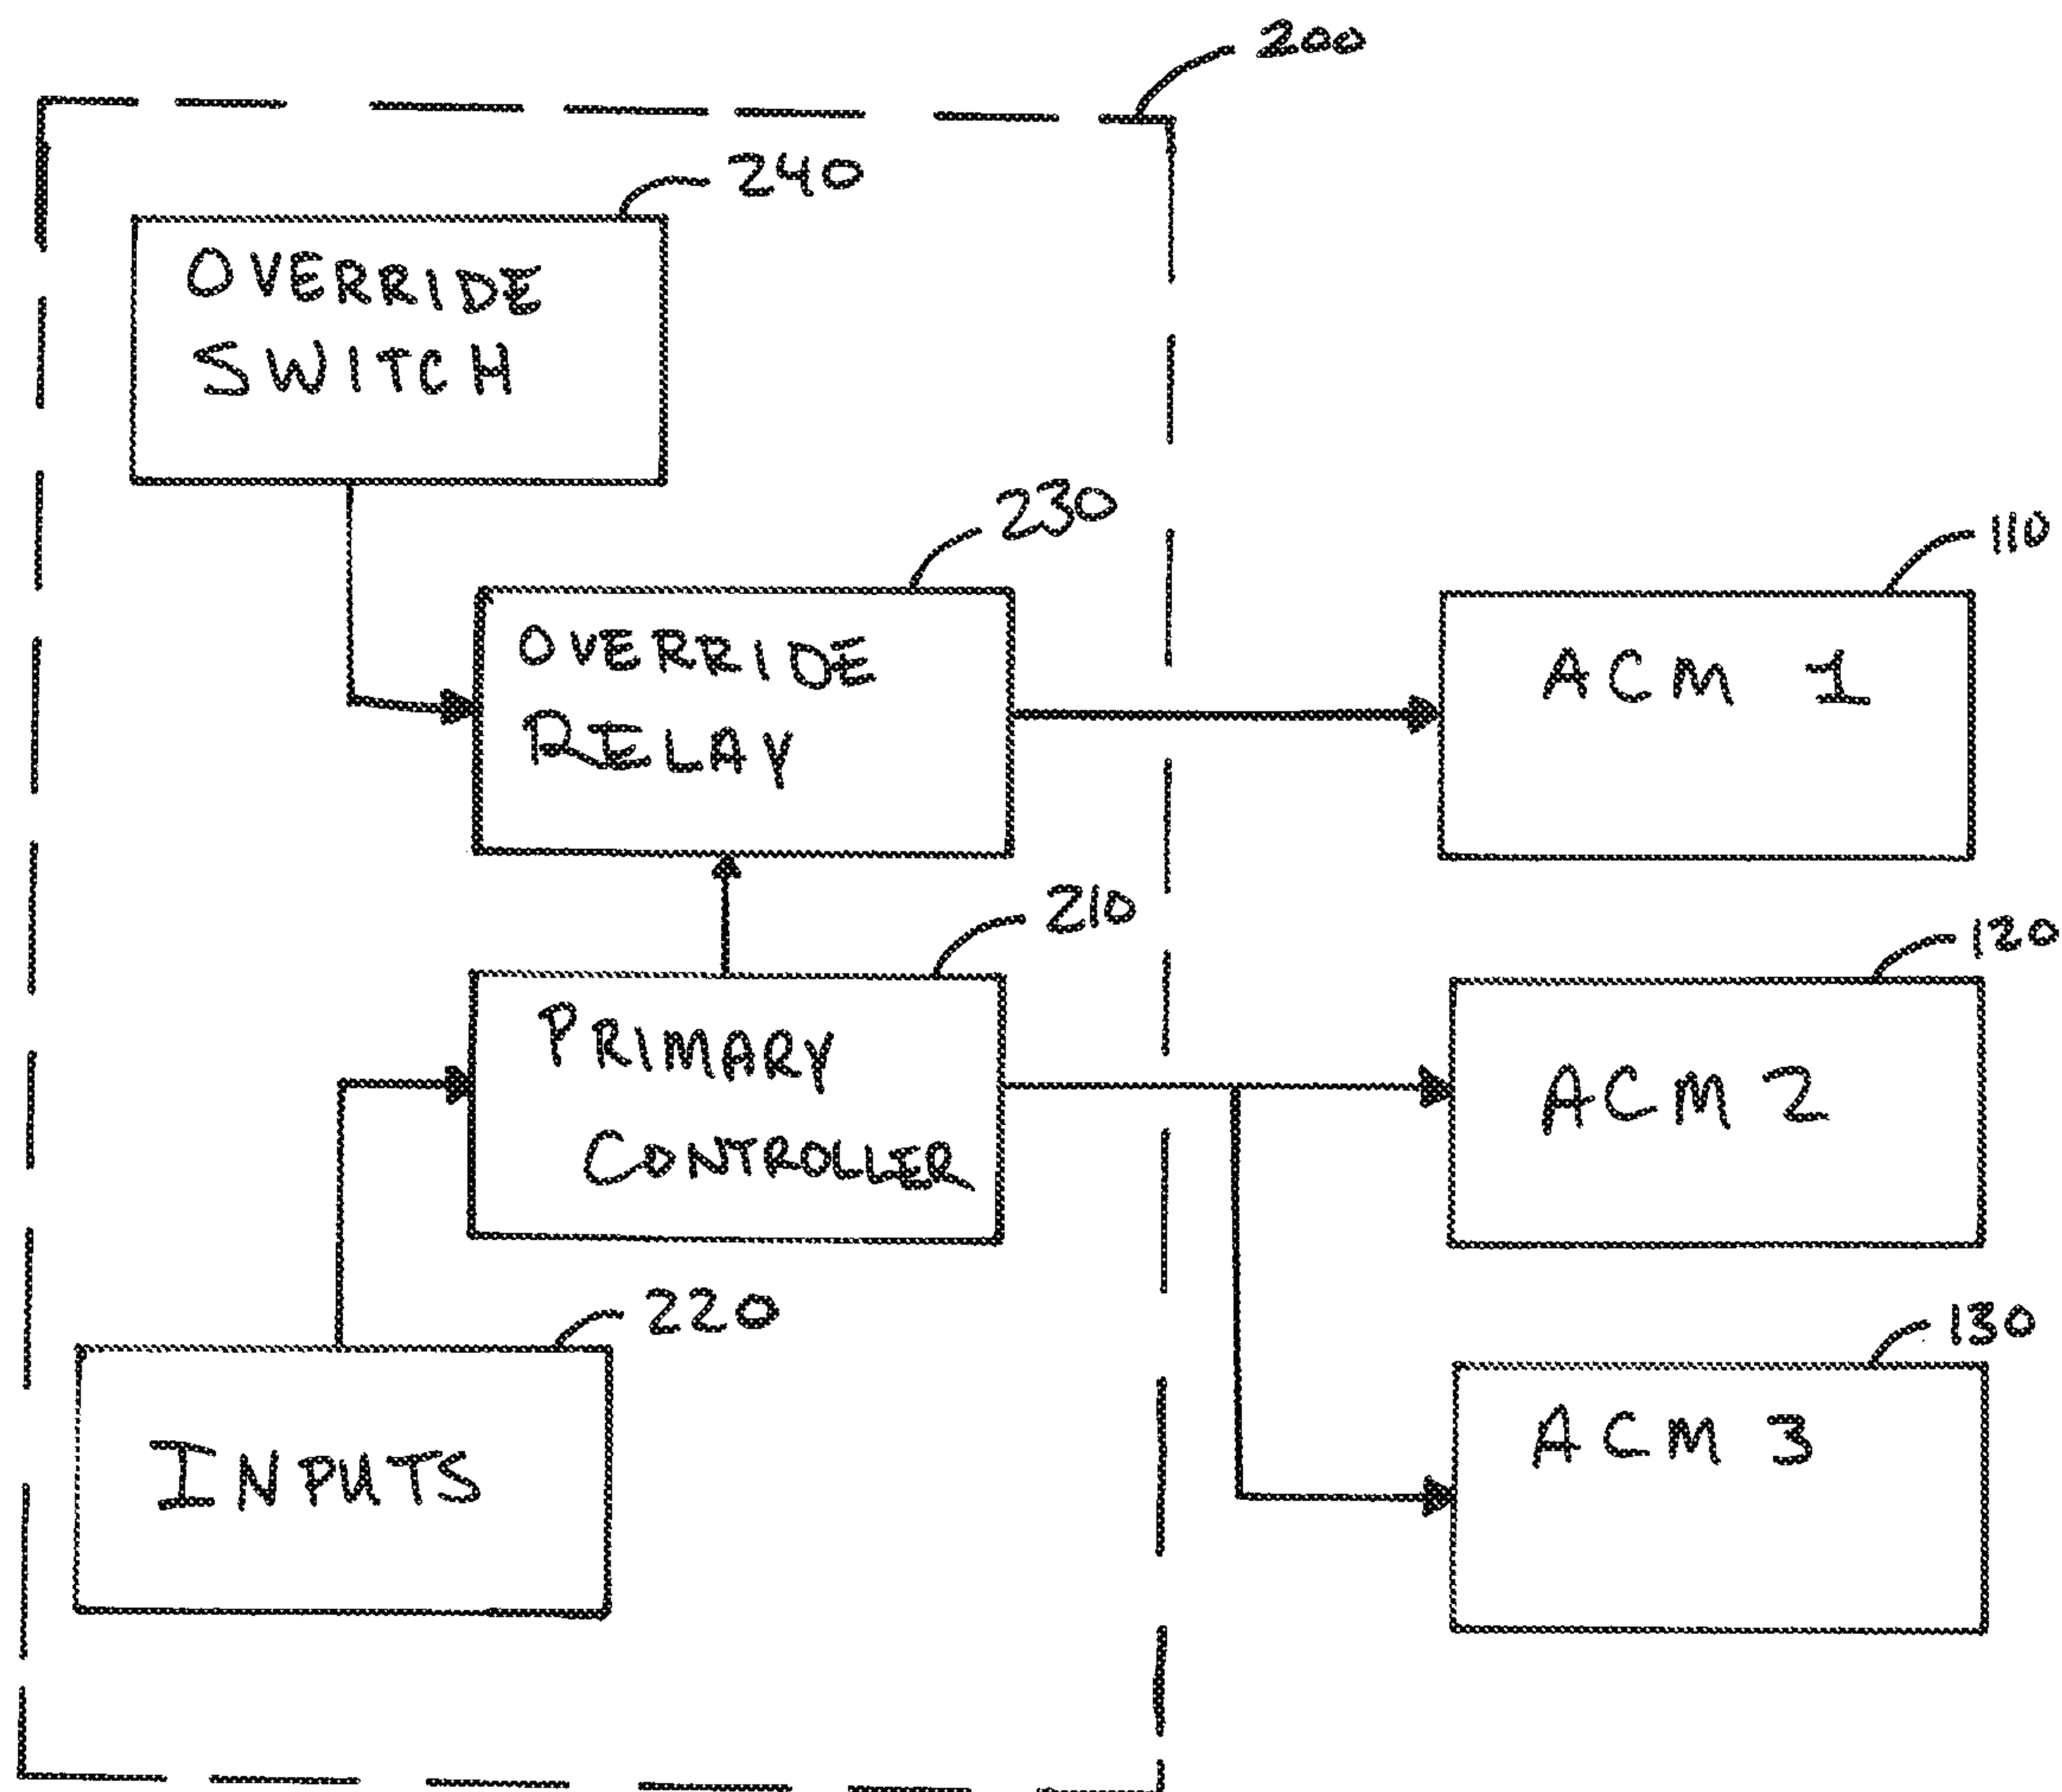 200
240
OVERRIDE
SWITCH
230
OVERRIDE
RELAY
110
ACM 1
210
PRIMARY
CONTROLLER
120
ACM 2
220
INPUTS
130
ACM 3